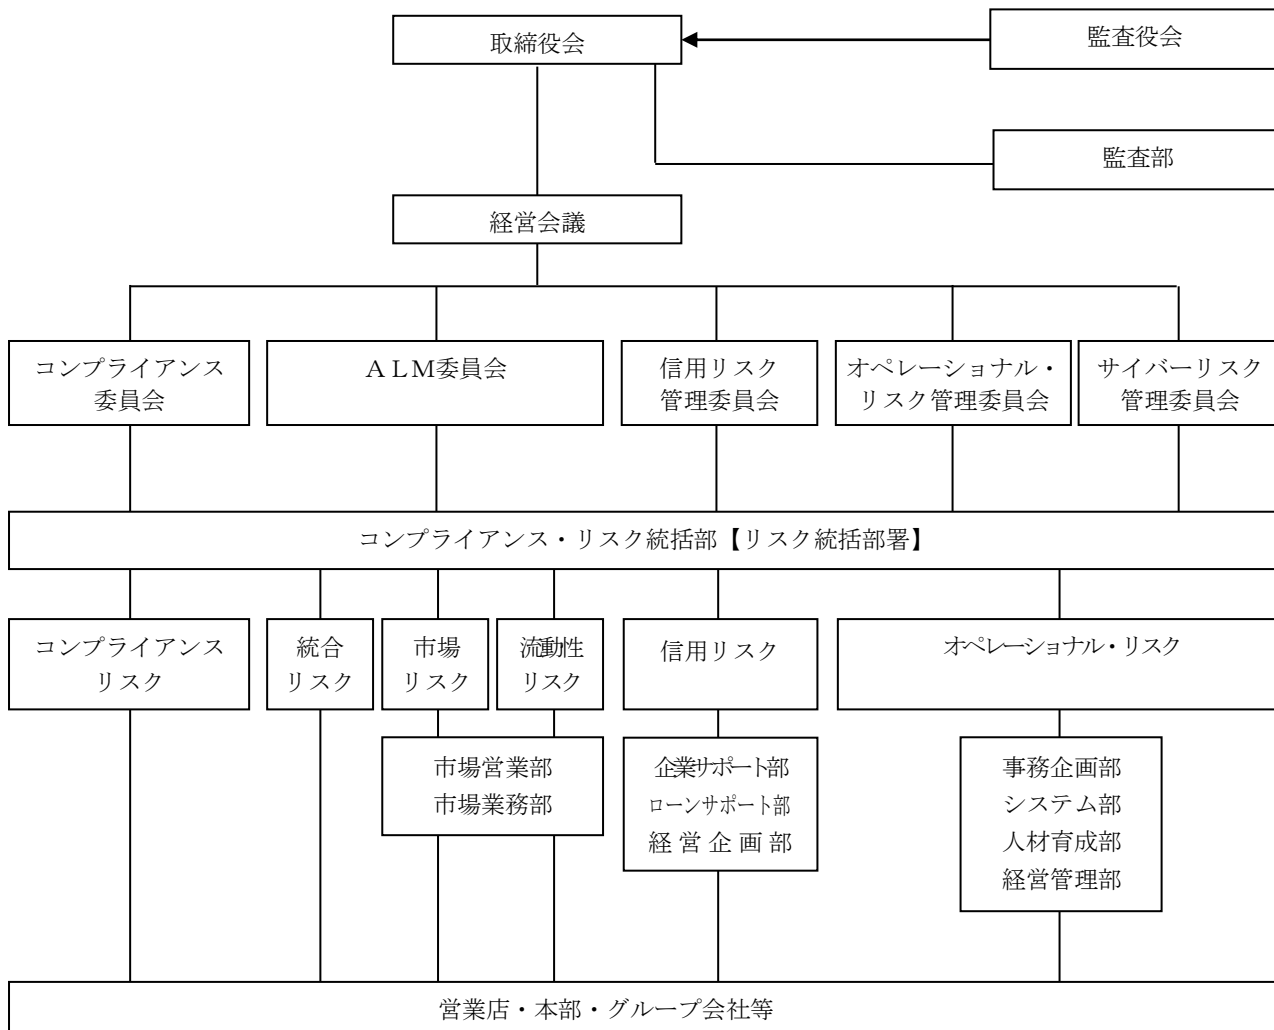 取締役会
監査役会
監査部
経営会議
コンプライアンス
委員会
ＡＬＭ委員会
信用リスク
管理委員会
オペレーショナル・
リスク管理委員会
サイバーリスク
管理委員会
コンプライアンス・リスク統括部【リスク統括部署】
コンプライアンス
リスク
統合
リスク
市場
リスク
流動性
リスク
信用リスク
オペレーショナル・リスク
市場営業部
市場業務部
企業サポート部
ローンサポート部
経営企画部
事務企画部
システム部
人材育成部
経営管理部
営業店・本部・グループ会社等